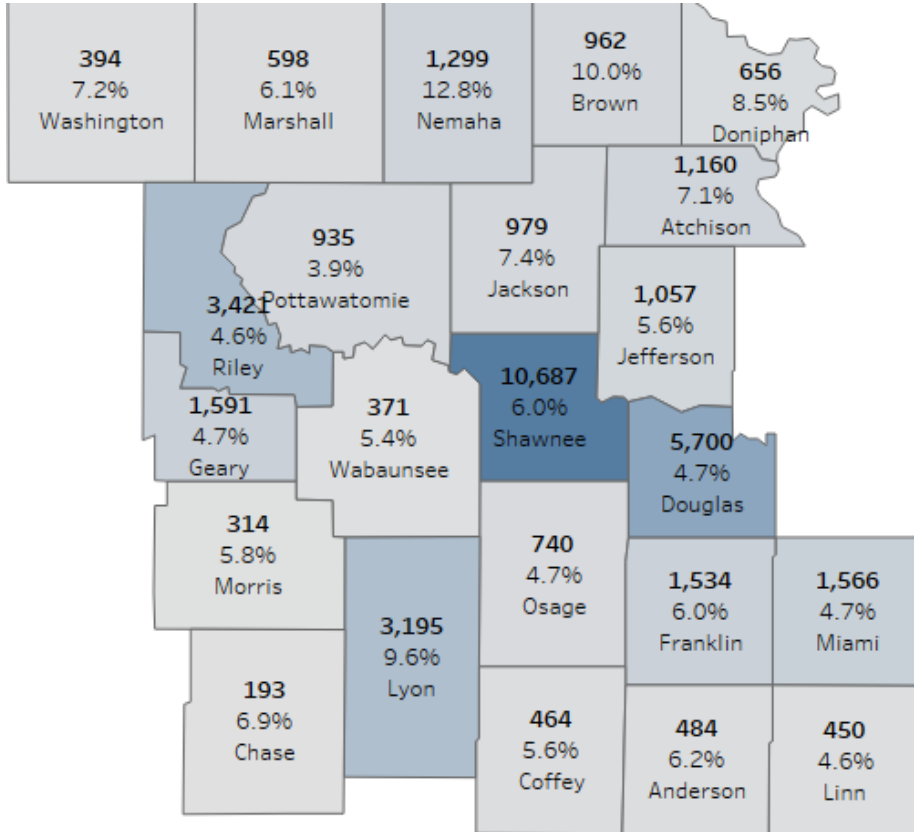 394
7.2%
Washington
598
6.1%
Marshall
1,299
12.8%
Nemaha
962
10.0%
Brown
656
8.5%
Doniphan
1,160
7.1%
Atchison
935
3.9%
Pottawatomie
979
7.4%
Jackson
3,421
4.6%
Riley
1,057
5.6%
Jefferson
1,591
4.7%
Geary
371
5.4%
Wabaunsee
10,687
6.0%
Shawnee
5,700
4.7%
Douglas
314
5.8%
Morris
740
4.7%
Osage
1,534
6.0%
Franklin
1,566
4.7%
Miami
3,195
9.6%
Lyon
193
6.9%
Chase
464
5.6%
Coffey
484
6.2%
Anderson
450
4.6%
Linn